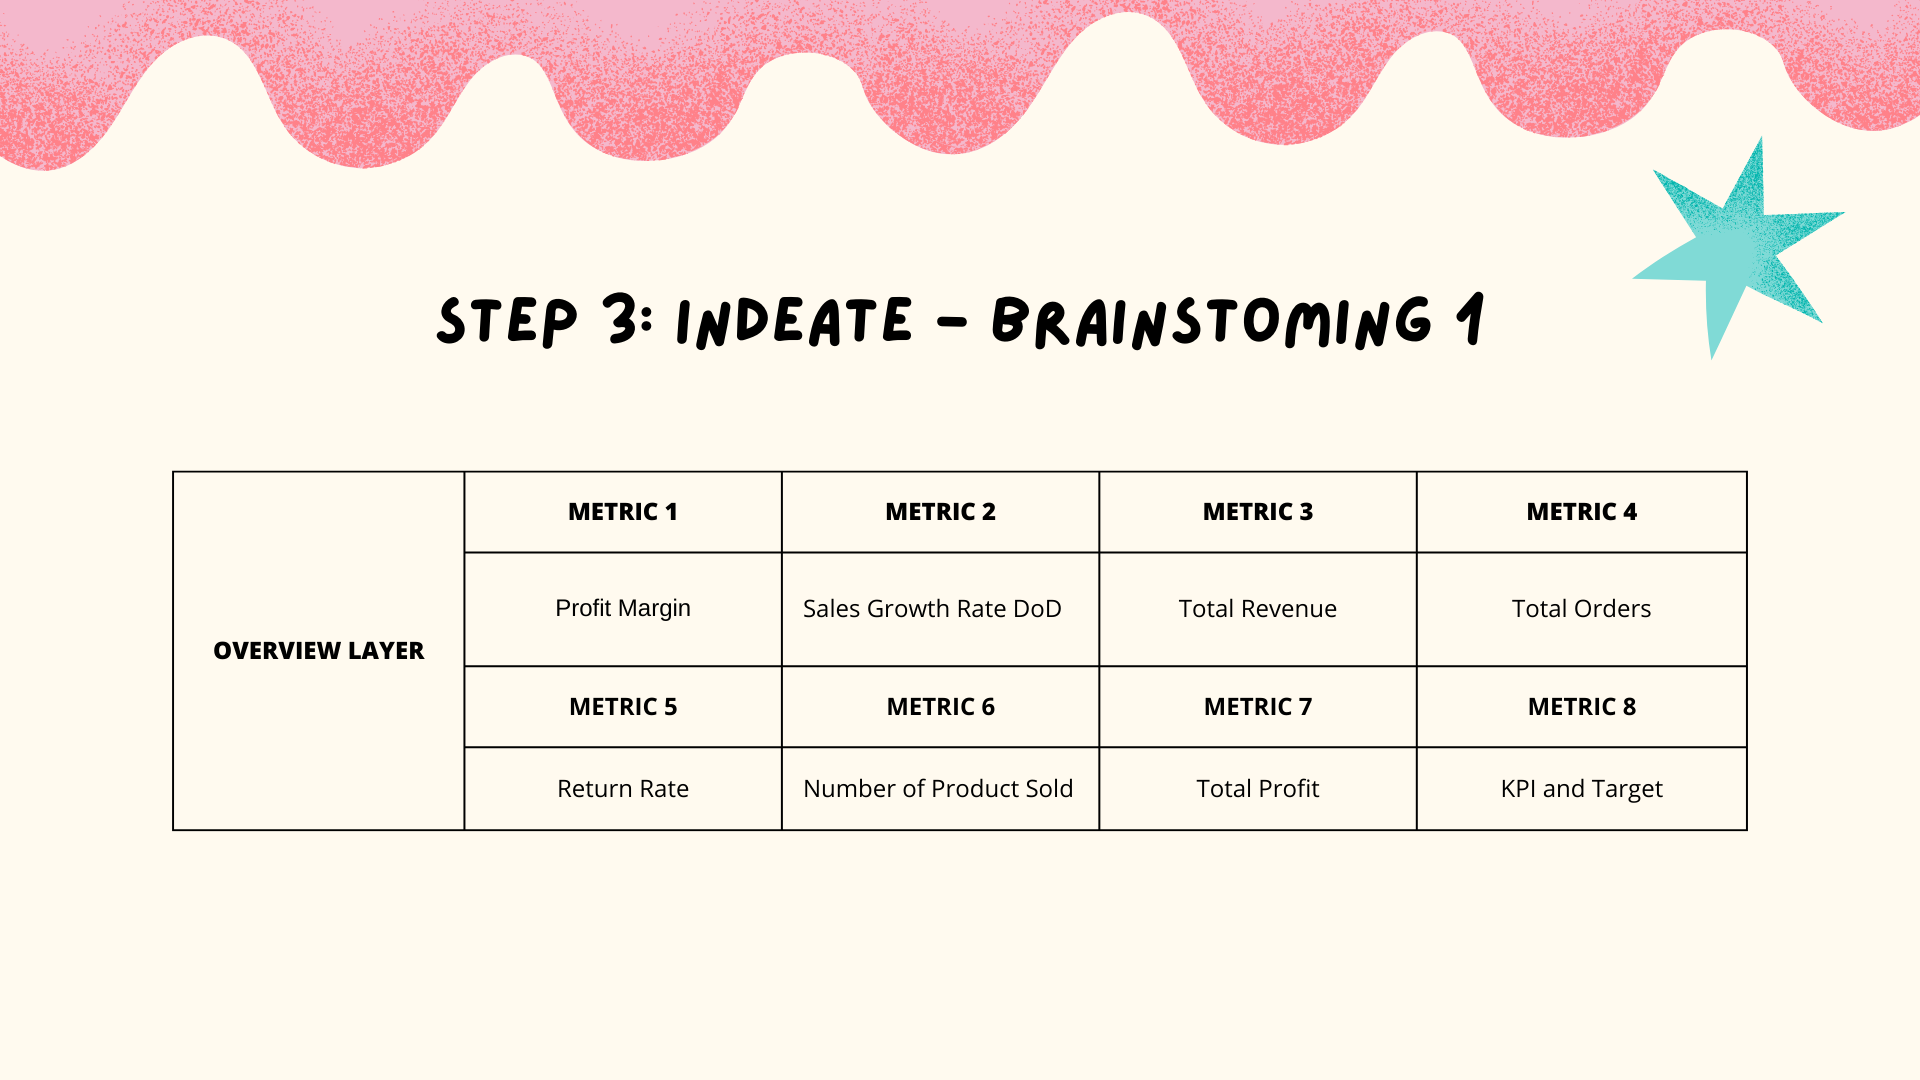 STEP 3: INDEATE - BRAINSTOMING 1
METRIC 1 METRIC 2 METRIC 3 METRIC 4
Profit Margin Sales Growth Rate DoD Total Revenue Total Orders
OVERVIEW LAYER
METRIC 5 METRIC 6 METRIC 7 METRIC 8
Return Rate Number of Product Sold Total Profit KPI and Target